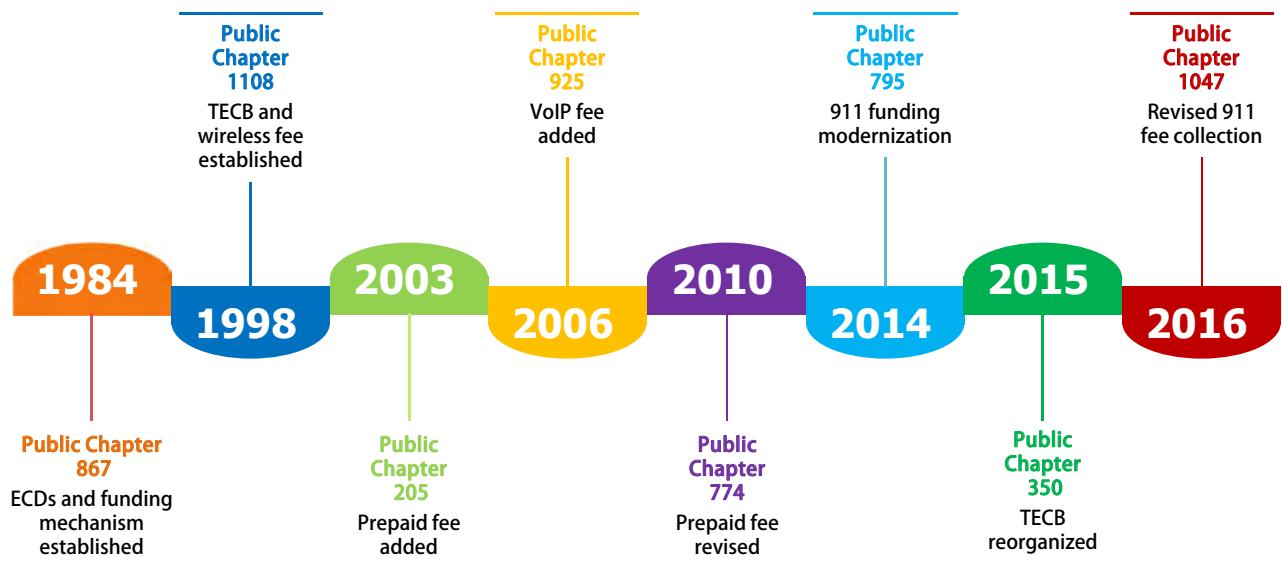 Public
Chapter
1108
TECB and
wireless fee
established
Public
Chapter
925
VoIP fee
added
Public
Chapter
795
911 funding
modernization
Public
Chapter
1047
Revised 911
fee collection
1984
1998
2003
2006
2010
2014
2015
2016
Public Chapter
867
ECDs and funding
mechanism
established
Public
Chapter
205
Prepaid fee
added
Public
Chapter
774
Prepaid fee
revised
Public
Chapter
350
TECB
reorganized